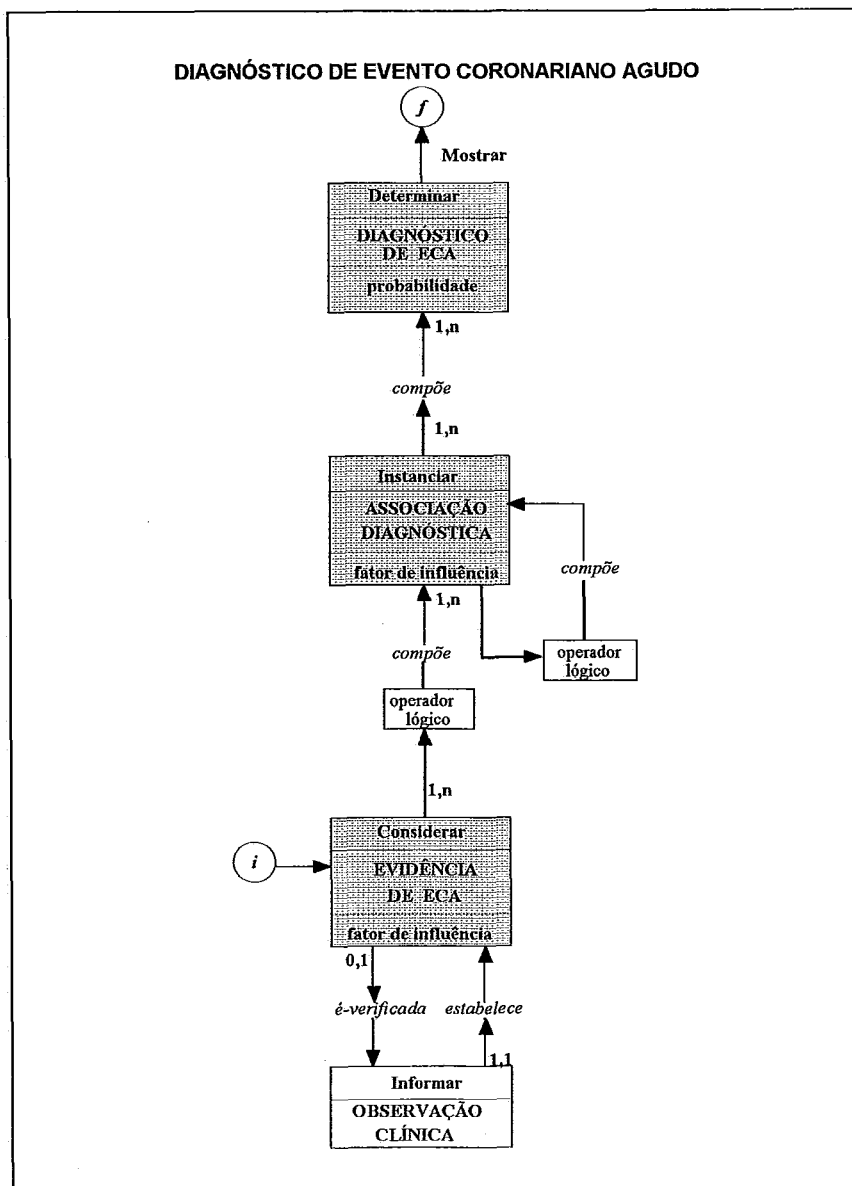 DIAGNÓSTICO DE EVENTO CORONARIANO AGUDO
f
Mostrar
Determinar
DIAGNÓSTICO
DE ECA
probabilidade
1,n
compõe
1,n
Instanciar
ASSOCIAÇÃO
DIAGNÓSTICA
fator de influência
1,n
compõe
operador
lógico
compõe
operador
lógico
1,n
Considerar
i
EVIDÊNCIA
DE ECA
fator de influência
0,1
é-verificada
estabelece
1,1
Informar
OBSERVAÇÃO
CLÍNICA